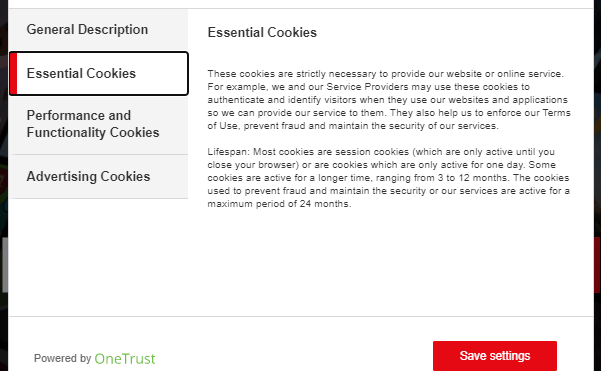 General Description
Essential Cookies
Performance and
Functionality Cookies
Advertising Cookies
Essential Cookies
These cookies are strictly necessary to provide our website or online service.
For example, we and our Service Providers may use these cookies to
authenticate and identify visitors when they use our websites and applications
so we can provide our service to them. They also help us to enforce our Terms
of Use, prevent fraud and maintain the security of our services.
Lifespan: Most cookies are session cookies (which are only active until you
close your browser) or are cookies which are only active for one day. Some
cookies are active for a longer time, ranging from 3 to 12 months. The cookies
used to prevent fraud and maintain the security or our services are active for a
maximum period of 24 months.
Powered by OneTrust
Save settings